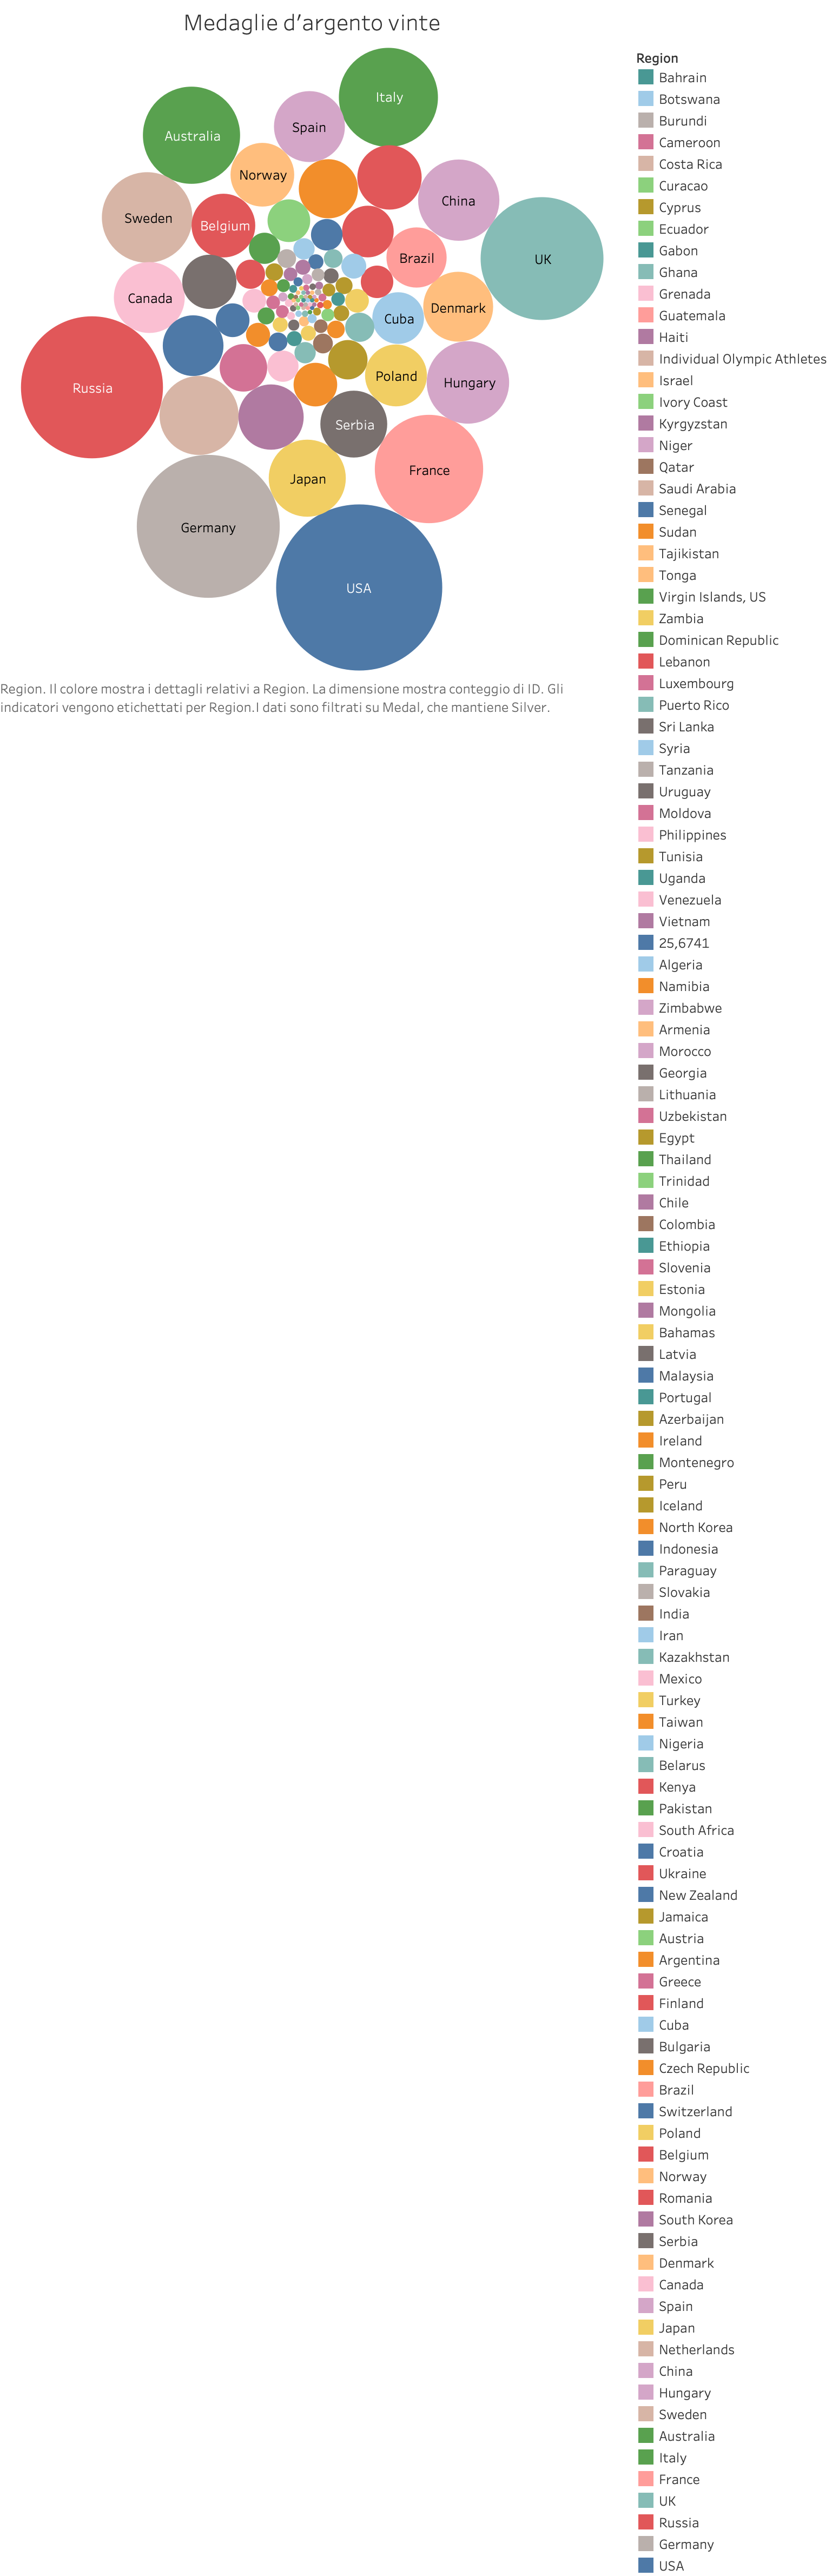 Medaglie d'argento vinte
Italy
Spain
Australia
Norway
China
Sweden
Belgium
Brazil
UK
Canada
Cuba
Denmark
Poland
Hungary
Russia
Serbia
France
Japan
Germany
USA
Region. Il colore mostra i dettagli relativi a Region. La dimensione mostra conteggio di ID. Gli
indicatori vengono etichettati per Region.I dati sono filtrati su Medal, che mantiene Silver.
Region
Bahrain
Botswana
Burundi
Cameroon
Costa Rica
Curacao
Cyprus
Ecuador
Gabon
Ghana
Grenada
Guatemala
Haiti
Individual Olympic Athletes
Israel
Ivory Coast
Kyrgyzstan
Niger
Qatar
Saudi Arabia
Senegal
Sudan
Tajikistan
Tonga
Virgin Islands, US
Zambia
Dominican Republic
Lebanon
Luxembourg
Puerto Rico
Sri Lanka
Syria
Tanzania
Uruguay
Moldova
Philippines
Tunisia
Uganda
Venezuela
Vietnam
25,6741
Algeria
Namibia
Zimbabwe
Armenia
Morocco
Georgia
Lithuania
Uzbekistan
Egypt
Thailand
Trinidad
Chile
Colombia
Ethiopia
Slovenia
Estonia
Mongolia
Bahamas
Latvia
Malaysia
Portugal
Azerbaijan
Ireland
Montenegro
Peru
Iceland
North Korea
Indonesia
Paraguay
Slovakia
India
Iran
Kazakhstan
Mexico
Turkey
Taiwan
Nigeria
Belarus
Kenya
Pakistan
South Africa
Croatia
Ukraine
New Zealand
Jamaica
Austria
Argentina
Greece
Finland
Cuba
Bulgaria
Czech Republic
Brazil
Switzerland
Poland
Belgium
Norway
Romania
South Korea
Serbia
Denmark
Canada
Spain
Japan
Netherlands
China
Hungary
Sweden
Australia
Italy
France
UK
Russia
Germany
USA